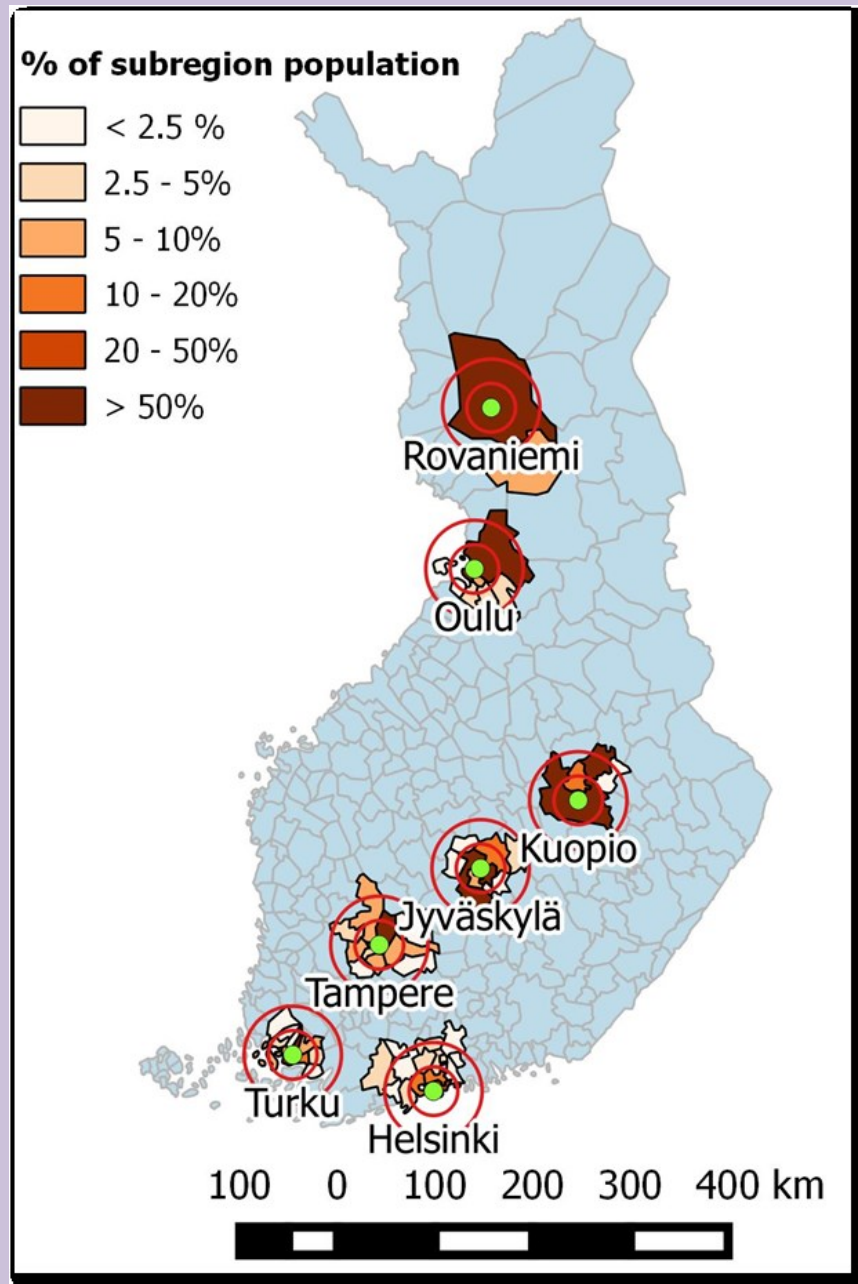 % of subregion population
< 2.5 %
2.5 - 5%
5 - 10%
10 - 20%
20 - 50%
> 50%
Rovaniemi
Oulu
Kuopio
Jyväskylä
Tampere
Turku
Helsinki
100 0 100 200 300 400 km